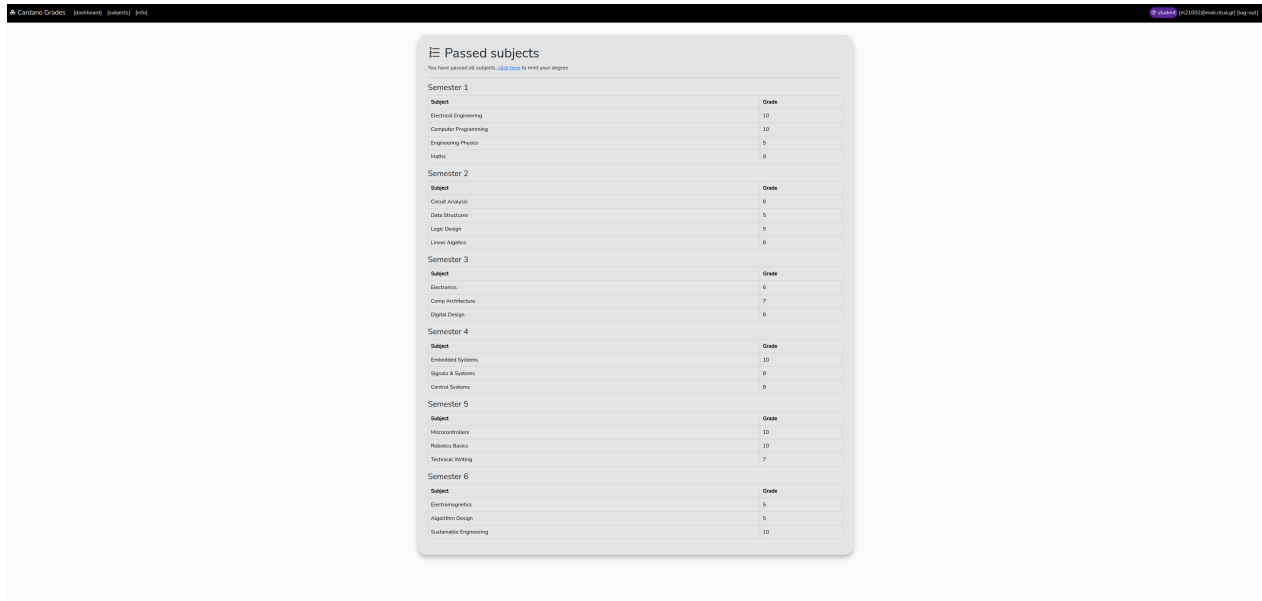 Cardano Grades [dashboard] [subjects] [info] student [el21002@mail.ntua.gr] [log-out]
Passed subjects
You have passed all subjects, click here to mint your degree
Semester 1
Subject Grade
Electrical Engineering 10
Computer Programming 10
Engineering Physics 5
Maths 9
Semester 2
Subject Grade
Circuit Analysis 8
Data Structures 5
Logic Design 5
Linear Algebra 8
Semester 3
Subject Grade
Electronics 6
Comp Architecture 7
Digital Design 8
Semester 4
Subject Grade
Embedded Systems 10
Signals & Systems 8
Control Systems 8
Semester 5
Subject Grade
Microcontrollers 10
Robotics Basics 10
Technical Writing 7
Semester 6
Subject Grade
Electromagnetics 5
Algorithm Design 5
Sustainable Engineering 10